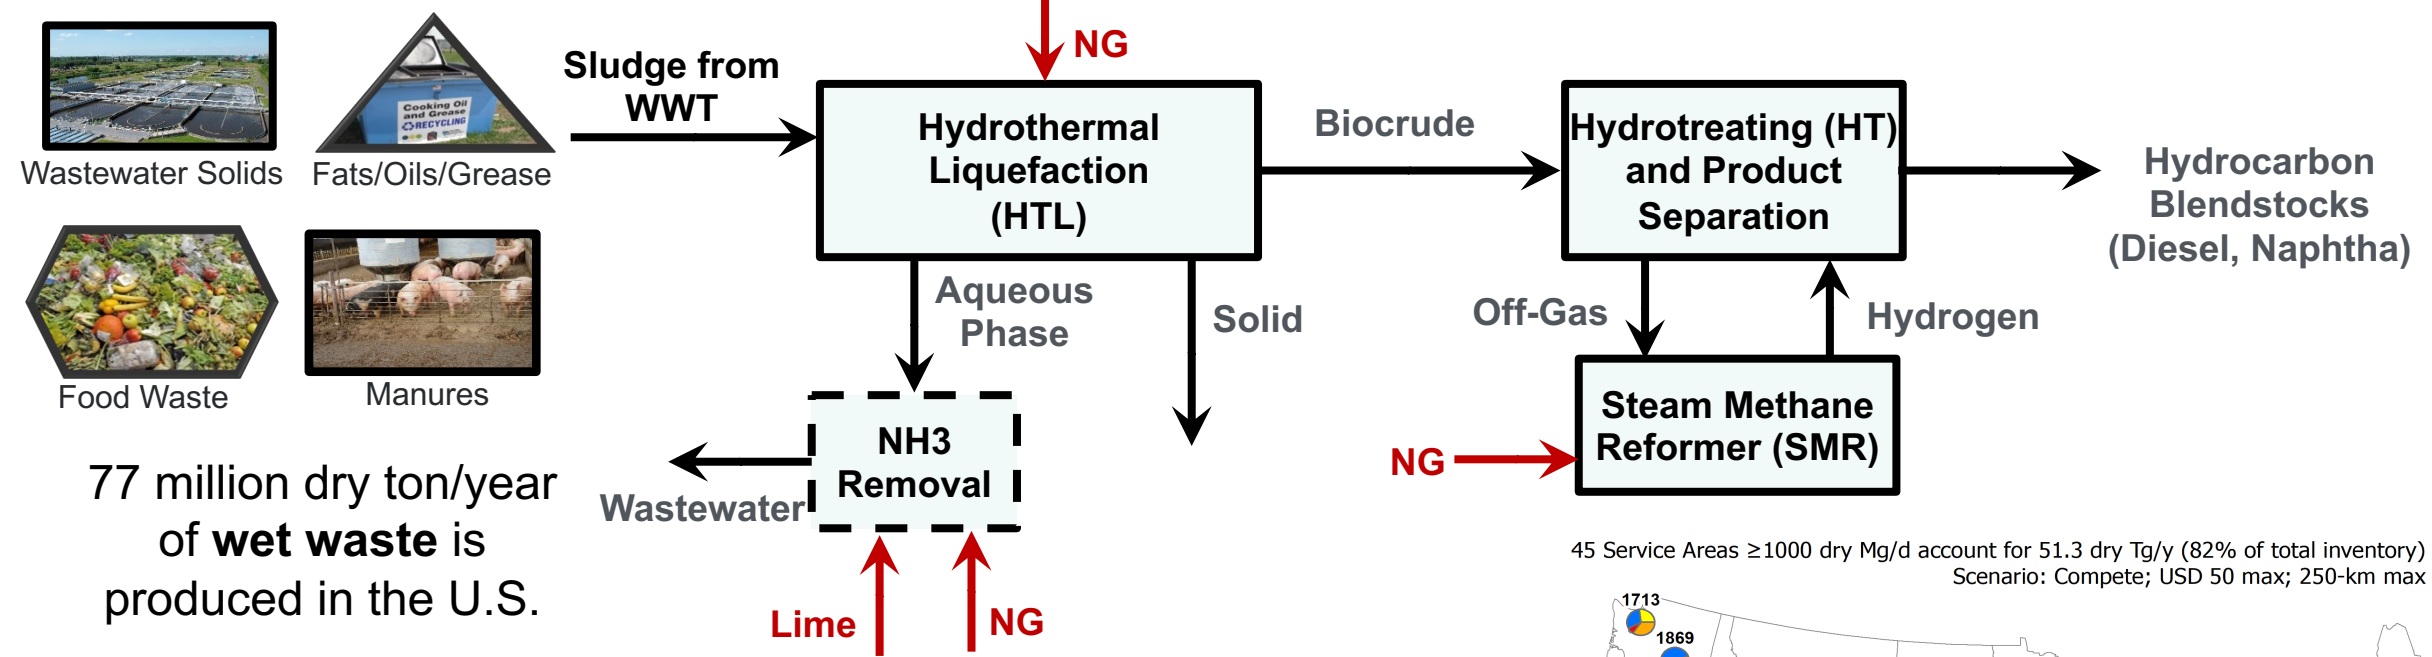 Cooking Oil
and Grease
RECYCLING
Wastewater Solids
Fats/Oils/Grease
Food Waste
Manures
77 million dry ton/year
of wet waste is
produced in the U.S.
Sludge from
WWT
NG
Hydrothermal
Liquefaction
(HTL)
Biocrude
Hydrotreating (HT)
and Product
Separation
Hydrocarbon
Blendstocks
(Diesel, Naphtha)
Aqueous
Phase
Solid
Off-Gas
Hydrogen
NH3
Removal
Wastewater
Lime
NG
NG
Steam Methane
Reformer (SMR)
45 Service Areas ≥1000 dry Mg/d account for 51.3 dry Tg/y (82% of total inventory)
Scenario: Compete; USD 50 max; 250-km max
1713
1869